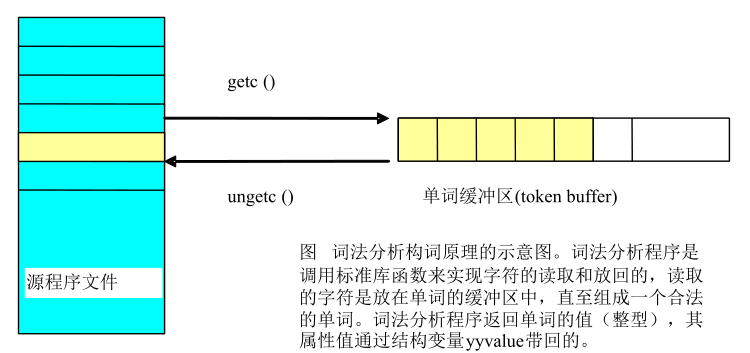 getc ()
ungetc ()
单词缓冲区(token buffer)
源程序文件
图 词法分析构词原理的示意图。词法分析程序是
调用标准库函数来实现字符的读取和放回的，读取
的字符是放在单词的缓冲区中，直至组成一个合法
的单词。词法分析程序返回单词的值（整型），其
属性值通过结构变量yyvalue带回的。